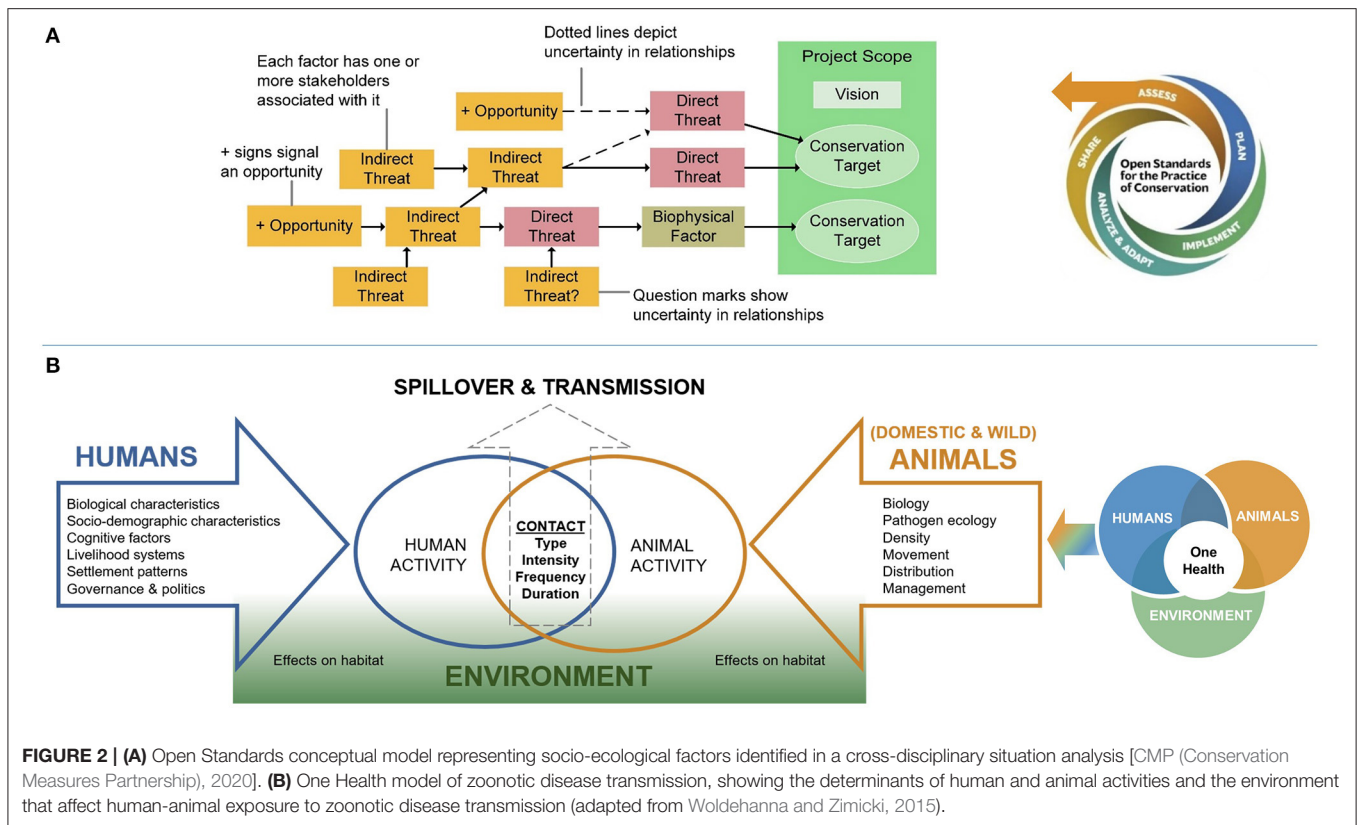 A
Each factor has one or
more stakeholders
associated with it
Dotted lines depict
uncertainty in relationships
+ signs signal
an opportunity
+ Opportunity
Direct
Threat
Indirect
Threat
Indirect
Threat
Direct
Threat
+ Opportunity
Indirect
Threat
Direct
Threat
Biophysical
Factor
Indirect
Threat
Indirect
Threat?
Question marks show
uncertainty in relationships
Project Scope
Vision
Conservation
Target
Conservation
Target
ASSESS
PLAN
IMPLEMENT
ANALYZE & ADAPT
SHARE
Open Standards
for the Practice
of Conservation
B
SPILLOVER & TRANSMISSION
HUMANS
Biological characteristics
Socio-demographic characteristics
Cognitive factors
Livelihood systems
Settlement patterns
Governance & politics
HUMAN
ACTIVITY
CONTACT
Type
Intensity
Frequency
Duration
ANIMAL
ACTIVITY
(DOMESTIC & WILD)
ANIMALS
Biology
Pathogen ecology
Density
Movement
Distribution
Management
Effects on habitat
ENVIRONMENT
Effects on habitat
HUMANS
ANIMALS
One
Health
ENVIRONMENT
FIGURE 2 | (A) Open Standards conceptual model representing socio-ecological factors identified in a cross-disciplinary situation analysis [CMP (Conservation
Measures Partnership), 2020]. (B) One Health model of zoonotic disease transmission, showing the determinants of human and animal activities and the environment
that affect human-animal exposure to zoonotic disease transmission (adapted from Woldehanna and Zimicki, 2015).